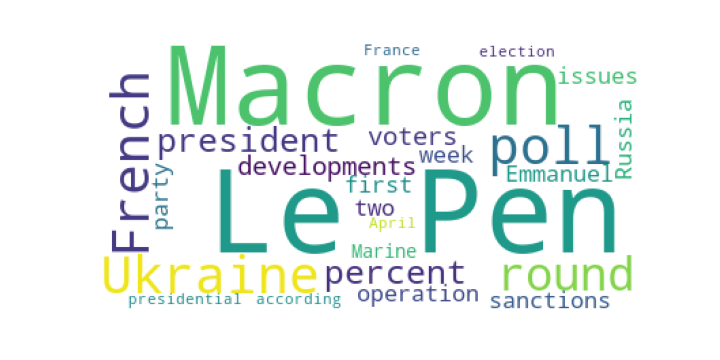 France
election
Macron
issues
French
president
voters
poll
Russia
developments
week
Emmanuel
party
first
Le Pen
two
April
Marine
Ukraine
percent
round
presidential
according
operation
sanctions